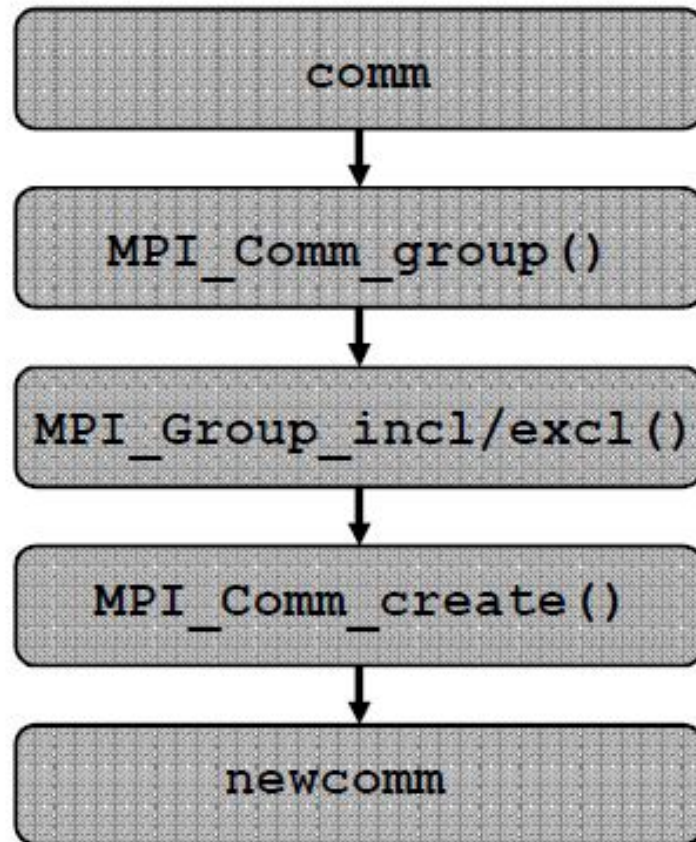 comm
MPI_Comm_group()
MPI_Group_incl/excl()
MPI_Comm_create()
newcomm